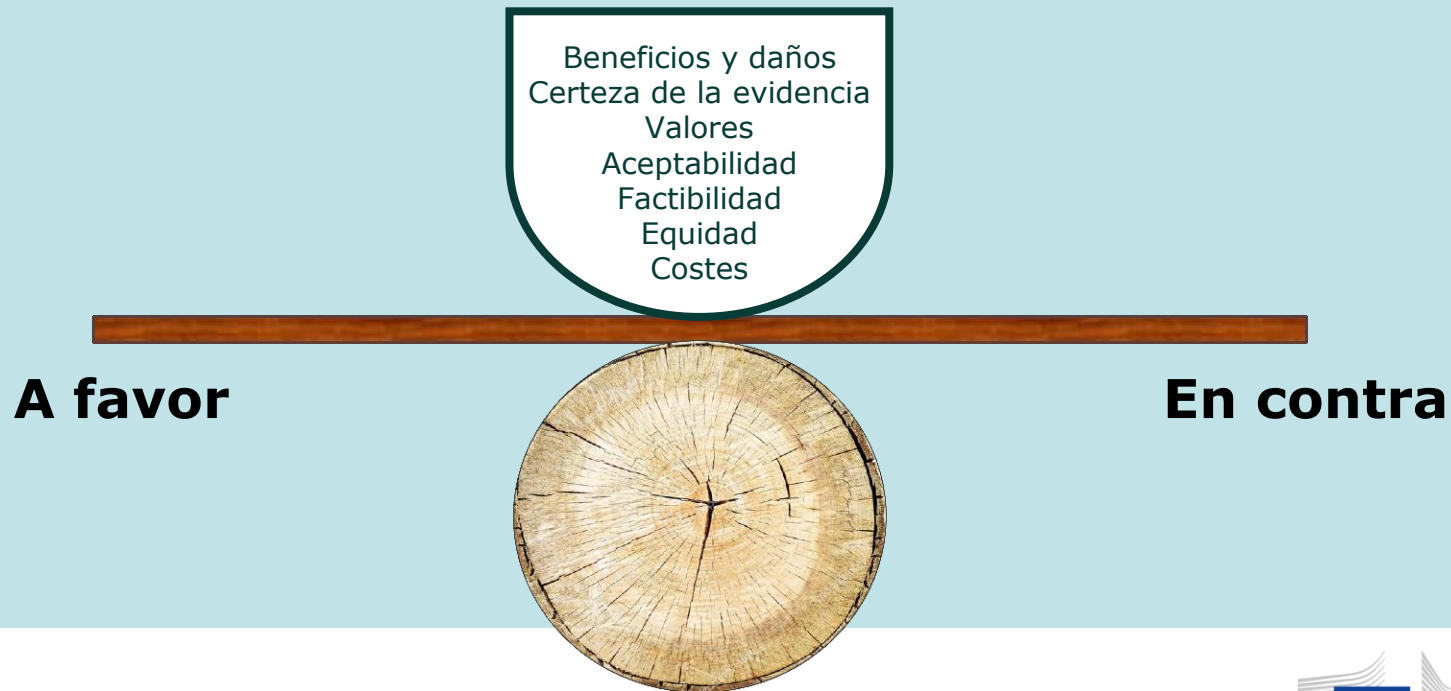 Beneficios y daños
Certeza de la evidencia
Valores
Aceptabilidad
Factibilidad
Equidad
Costes
A favor
En contra